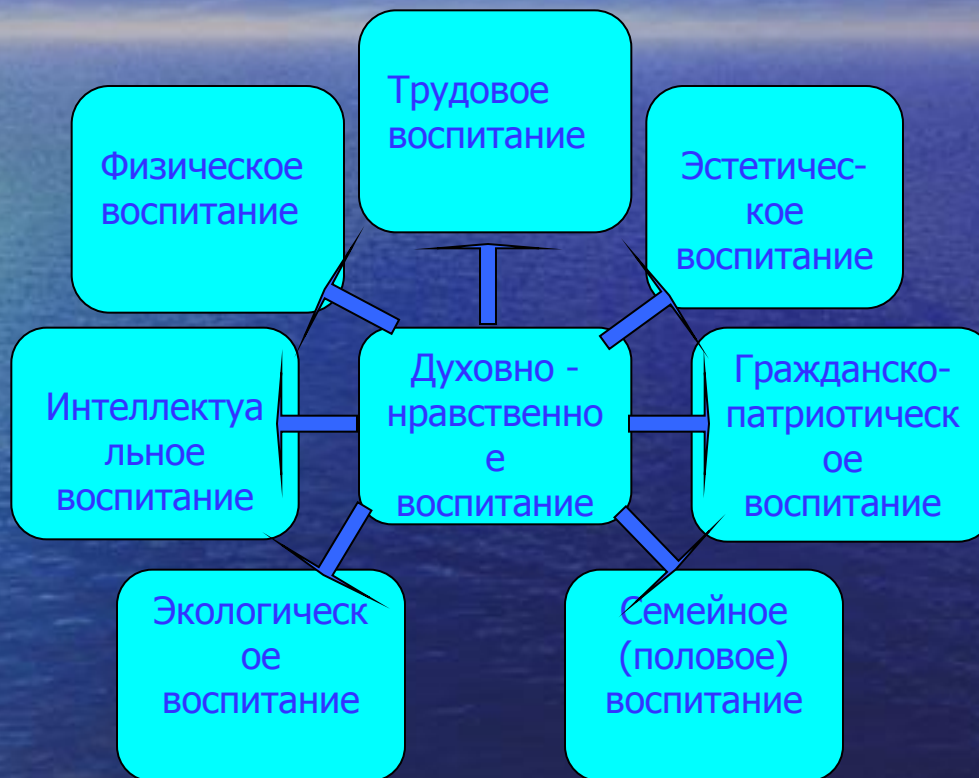 Трудовое
воспитание
Физическое
воспитание
Эстетичес-
кое
воспитание
Духовно -
нравственно
е
воспитание
Интеллектуа
льное
воспитание
Гражданско-
патриотическ
ое
воспитание
Экологическ
ое
воспитание
Семейное
(половое)
воспитание